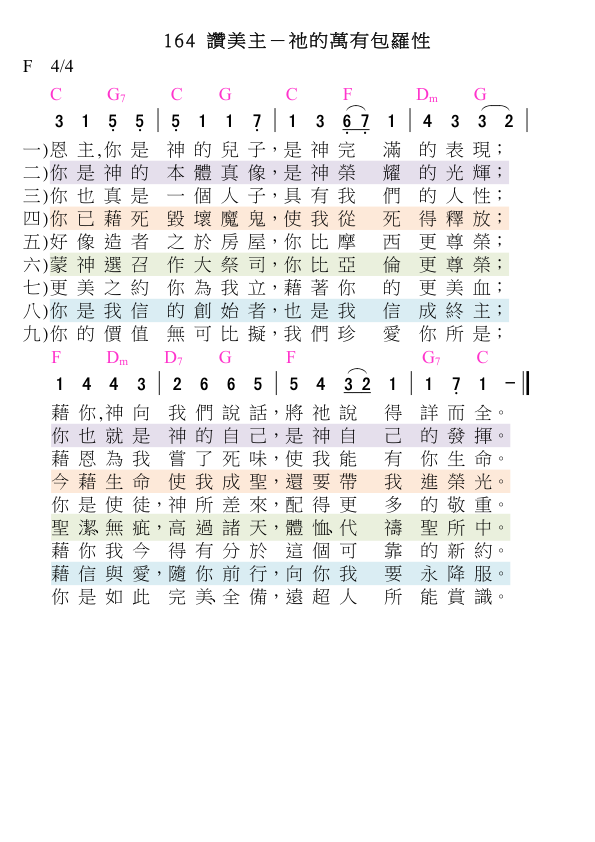 164 讚美主－祂的萬有包羅性
F 4/4
C G7 C G C F Dm G
3 1 5 5 | 5 1 1 7 | 1 3 6 7 1 | 4 3 3 2 |
一)恩主,你是 神的兒子，是神完 滿 的表現；
二)你是神的 本體真像，是神榮 耀 的光輝；
三)你也真是 一個人子，具有我 們 的人性；
四)你已藉死 毀壞魔鬼，使我從 死 得釋放；
五)好像造者 之於房屋，你比摩 西 更尊榮；
六)蒙神選召 作大祭司，你比亞 倫 更尊榮；
七)更美之約 你為我立，藉著你 的 更美血；
八)你是我信 的創始者，也是我 信 成終主；
九)你的價值 無可比擬，我們珍 愛 你所是；
F Dm D7 G F G7 C
1 4 4 3 | 2 6 6 5 | 5 4 3 2 1 | 1 7 1 －
藉你,神向 我們說話，將祂說 得 詳而全。
你也就是 神的自己，是神自 己 的發揮。
藉恩為我 嘗了死味，使我能 有 你生命。
今藉生命 使我成聖，還要帶 我 進榮光。
你是使徒，神所差來，配得更 多 的敬重。
聖潔、無疵，高過諸天，體恤、代 禱 聖所中。
藉你我今 得有分於 這個可 靠 的新約。
藉信與愛，隨你前行，向你我 要 永降服。
你是如此 完美、全備，遠超人 所 能賞識。